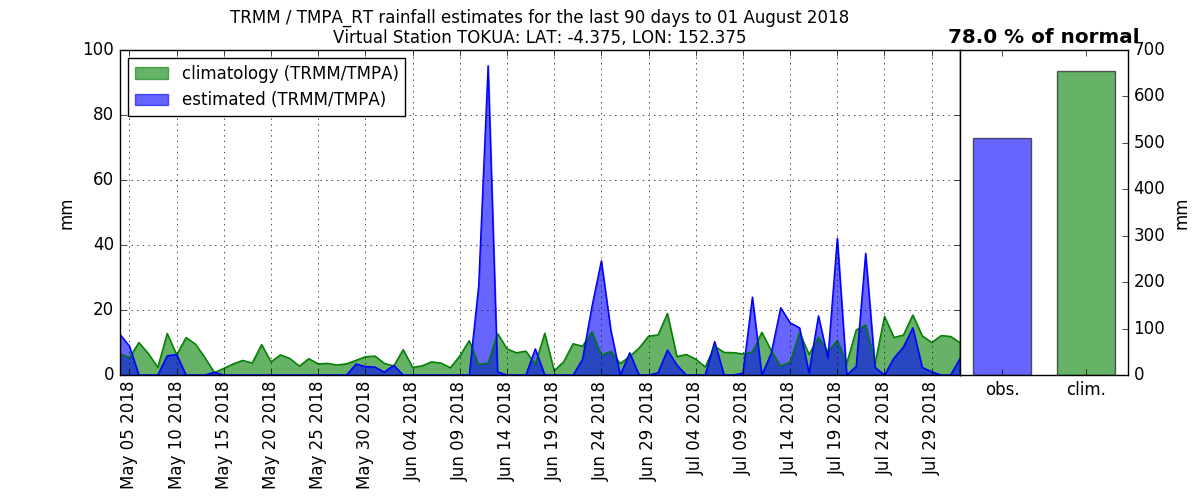 TRMM / TMPA_RT rainfall estimates for the last 90 days to 01 August 2018
Virtual Station TOKUA: LAT: -4.375, LON: 152.375
78.0 % of normal
climatology (TRMM/TMPA)
estimated (TRMM/TMPA)
100
80
60
40
20
0
mm
May 05 2018
May 10 2018
May 15 2018
May 20 2018
May 25 2018
May 30 2018
Jun 04 2018
Jun 09 2018
Jun 14 2018
Jun 19 2018
Jun 24 2018
Jun 29 2018
Jul 04 2018
Jul 09 2018
Jul 14 2018
Jul 19 2018
Jul 24 2018
Jul 29 2018
700
600
500
400
300
200
100
0
mm
obs.
clim.